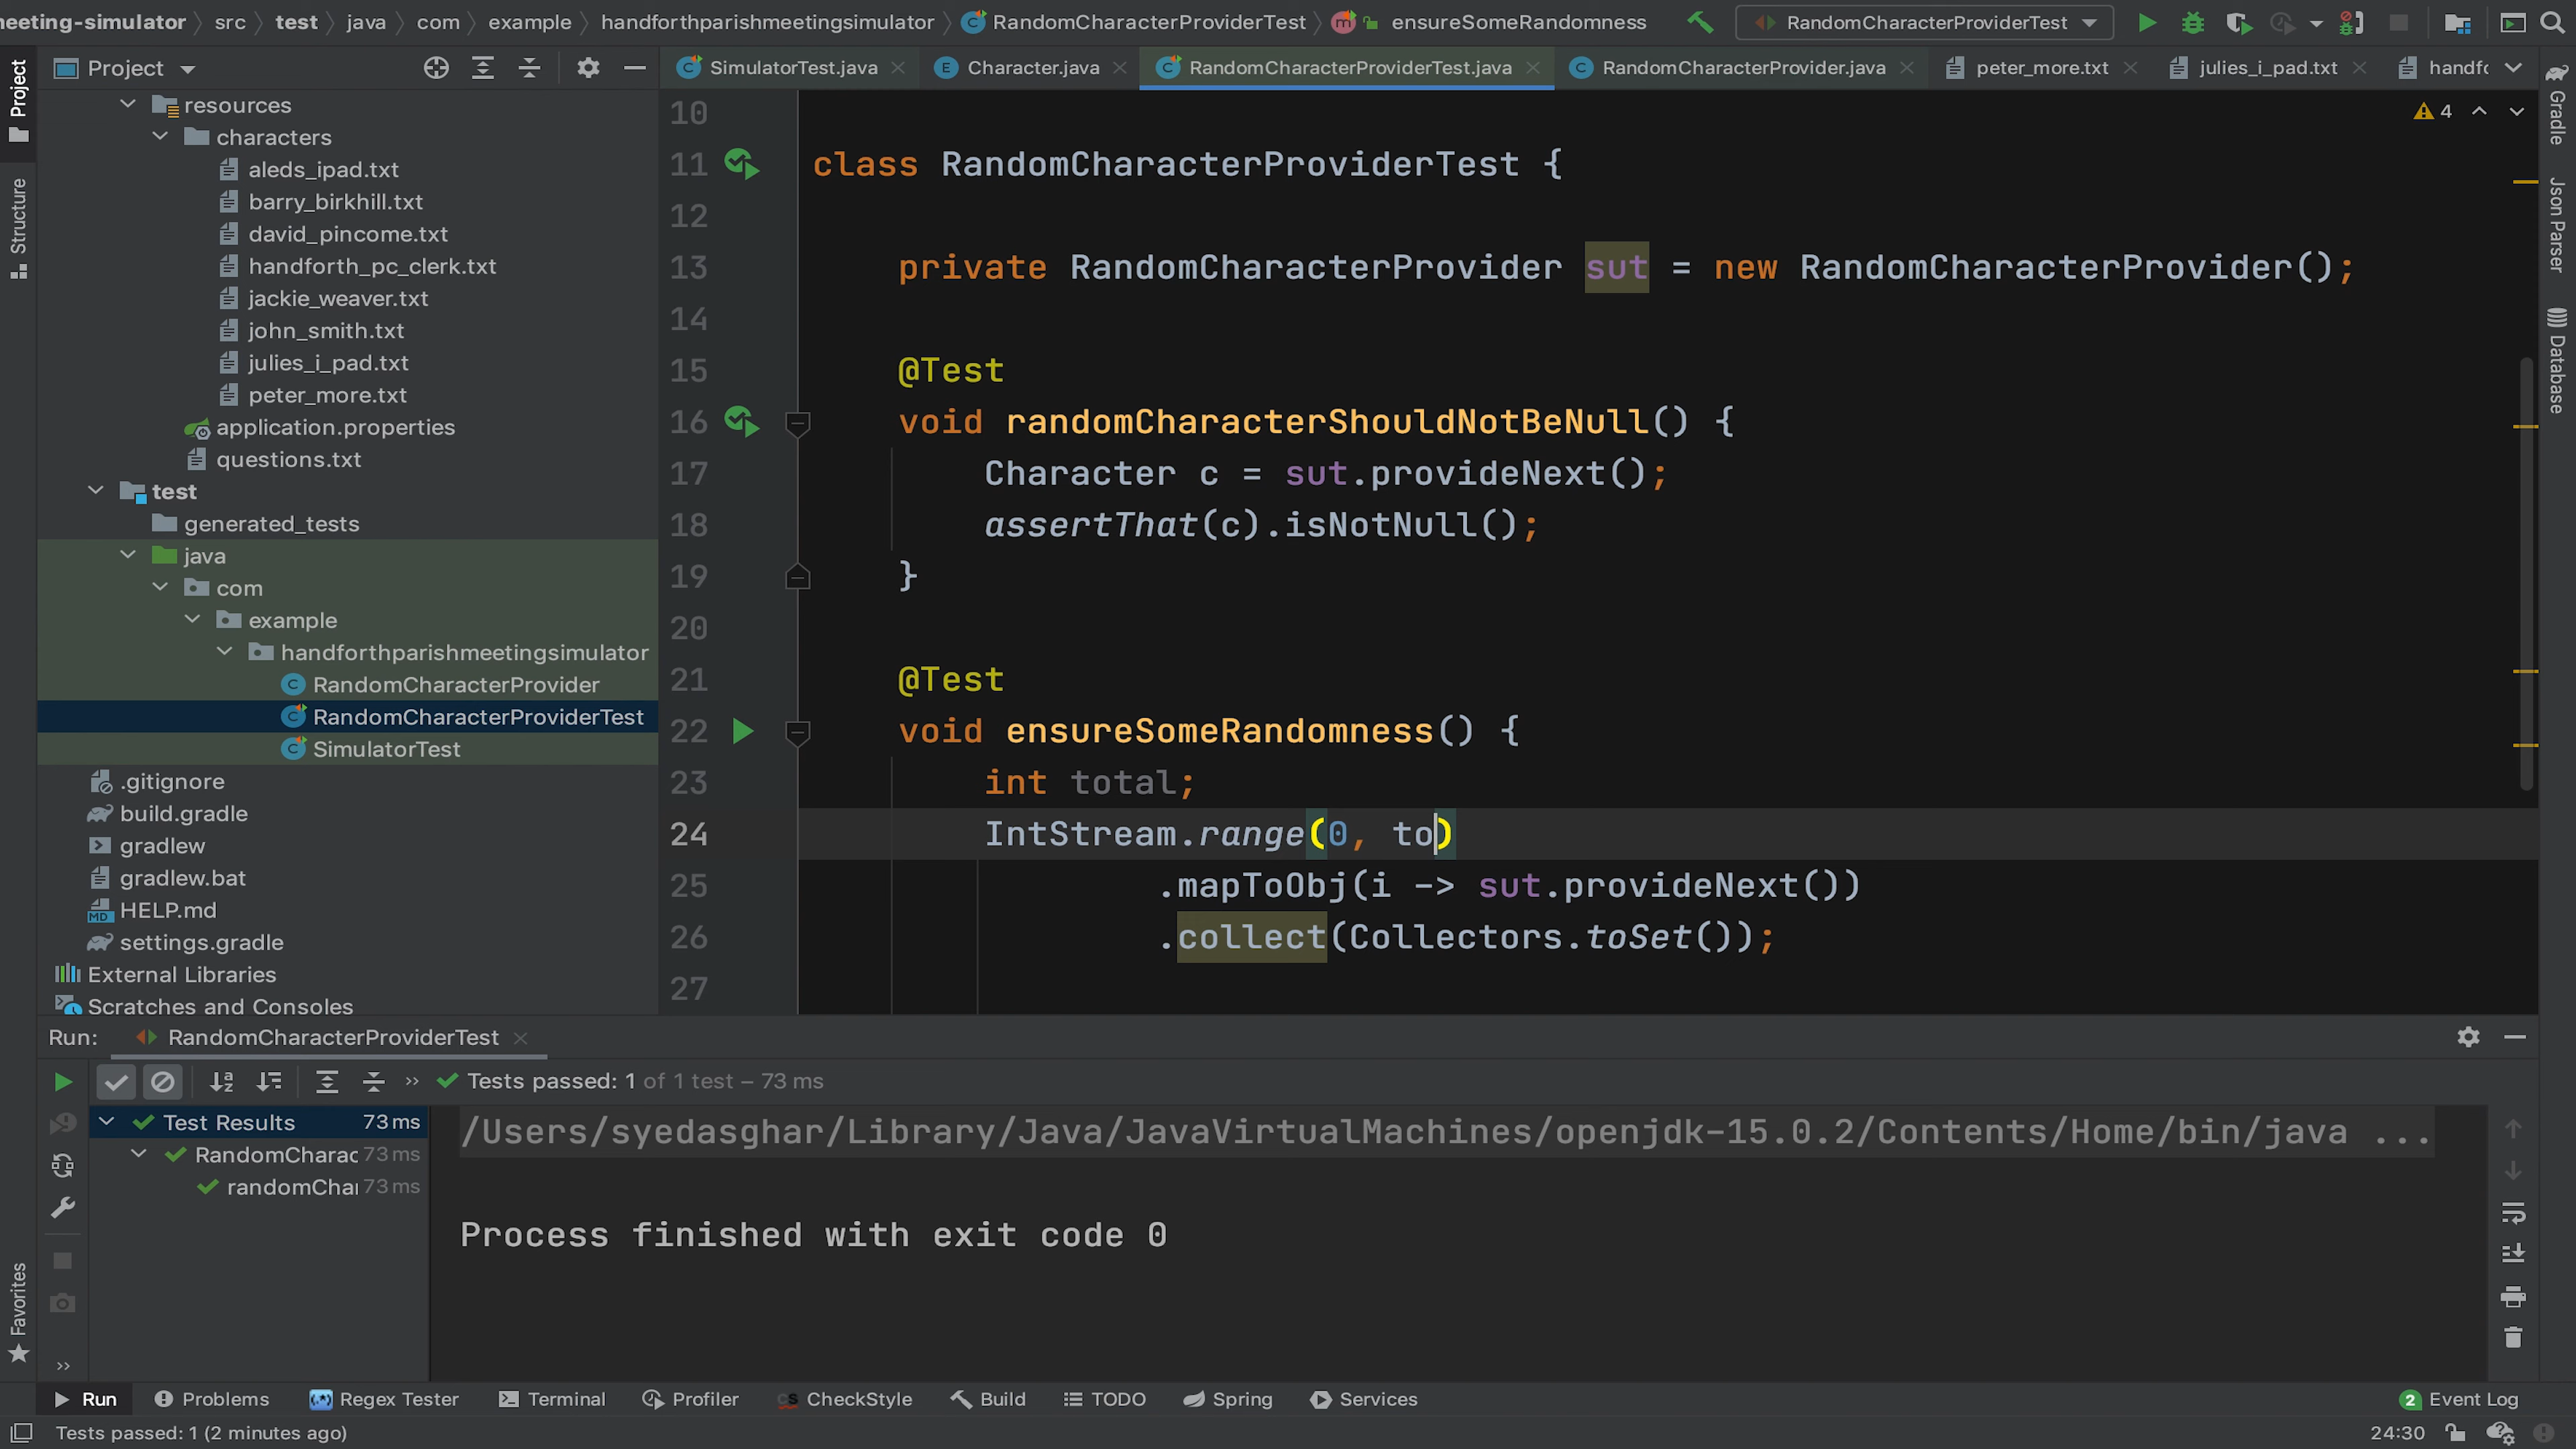 neeting-simulator › src › test › java › com › example › handforthparishmeetingsimulator › RandomCharacterProviderTest › ensureSomeRandomness
RandomCharacterProviderTest
Project
SimulatorTest.java
Character.java
RandomCharacterProviderTest.java
RandomCharacterProvider.java
peter_more.txt
julies_i_pad.txt
handfc
Project
Structure
Favorites
Gradle
Json Parser
Database
resources
characters
aleds_ipad.txt
barry_birkhill.txt
david_pincome.txt
handforth_pc_clerk.txt
jackie_weaver.txt
john_smith.txt
julies_i_pad.txt
peter_more.txt
application.properties
questions.txt
test
generated_tests
java
com
example
handforthparishmeetingsimulator
RandomCharacterProvider
RandomCharacterProviderTest
SimulatorTest
.gitignore
build.gradle
gradlew
gradlew.bat
HELP.md
settings.gradle
External Libraries
Scratches and Consoles
4
10
11 class RandomCharacterProviderTest {
12
13 private RandomCharacterProvider sut = new RandomCharacterProvider();
14
15 @Test
16 void randomCharacterShouldNotBeNull() {
17 Character c = sut.provideNext();
18 assertThat(c).isNotNull();
19 }
20
21 @Test
22 void ensureSomeRandomness() {
23 int total;
24 IntStream.range(0, to)
25 .mapToObj(i -> sut.provideNext())
26 .collect(Collectors.toSet());
27
Run: RandomCharacterProviderTest
Tests passed: 1 of 1 test – 73 ms
Test Results 73 ms
RandomCharac 73 ms
randomChar 73 ms
/Users/syedasghar/Library/Java/JavaVirtualMachines/openjdk-15.0.2/Contents/Home/bin/java ...
Process finished with exit code 0
Run Problems Regex Tester Terminal Profiler CheckStyle Build TODO Spring Services 2 Event Log
Tests passed: 1 (2 minutes ago) 24:30